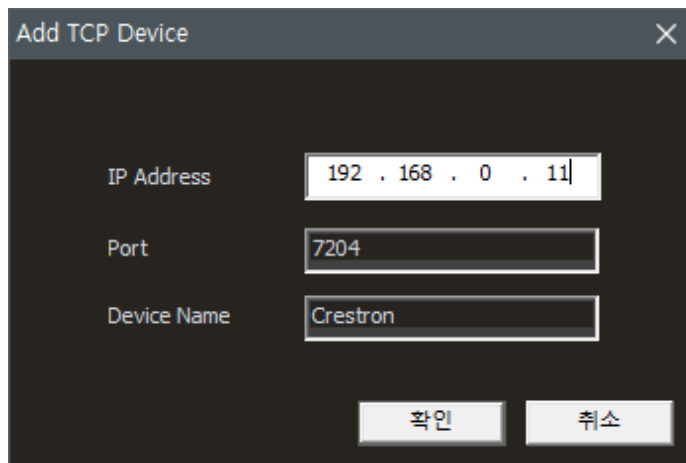 Add TCP Device
IP Address 192 . 168 . 0 . 11
Port 7204
Device Name Crestron
확인 취소